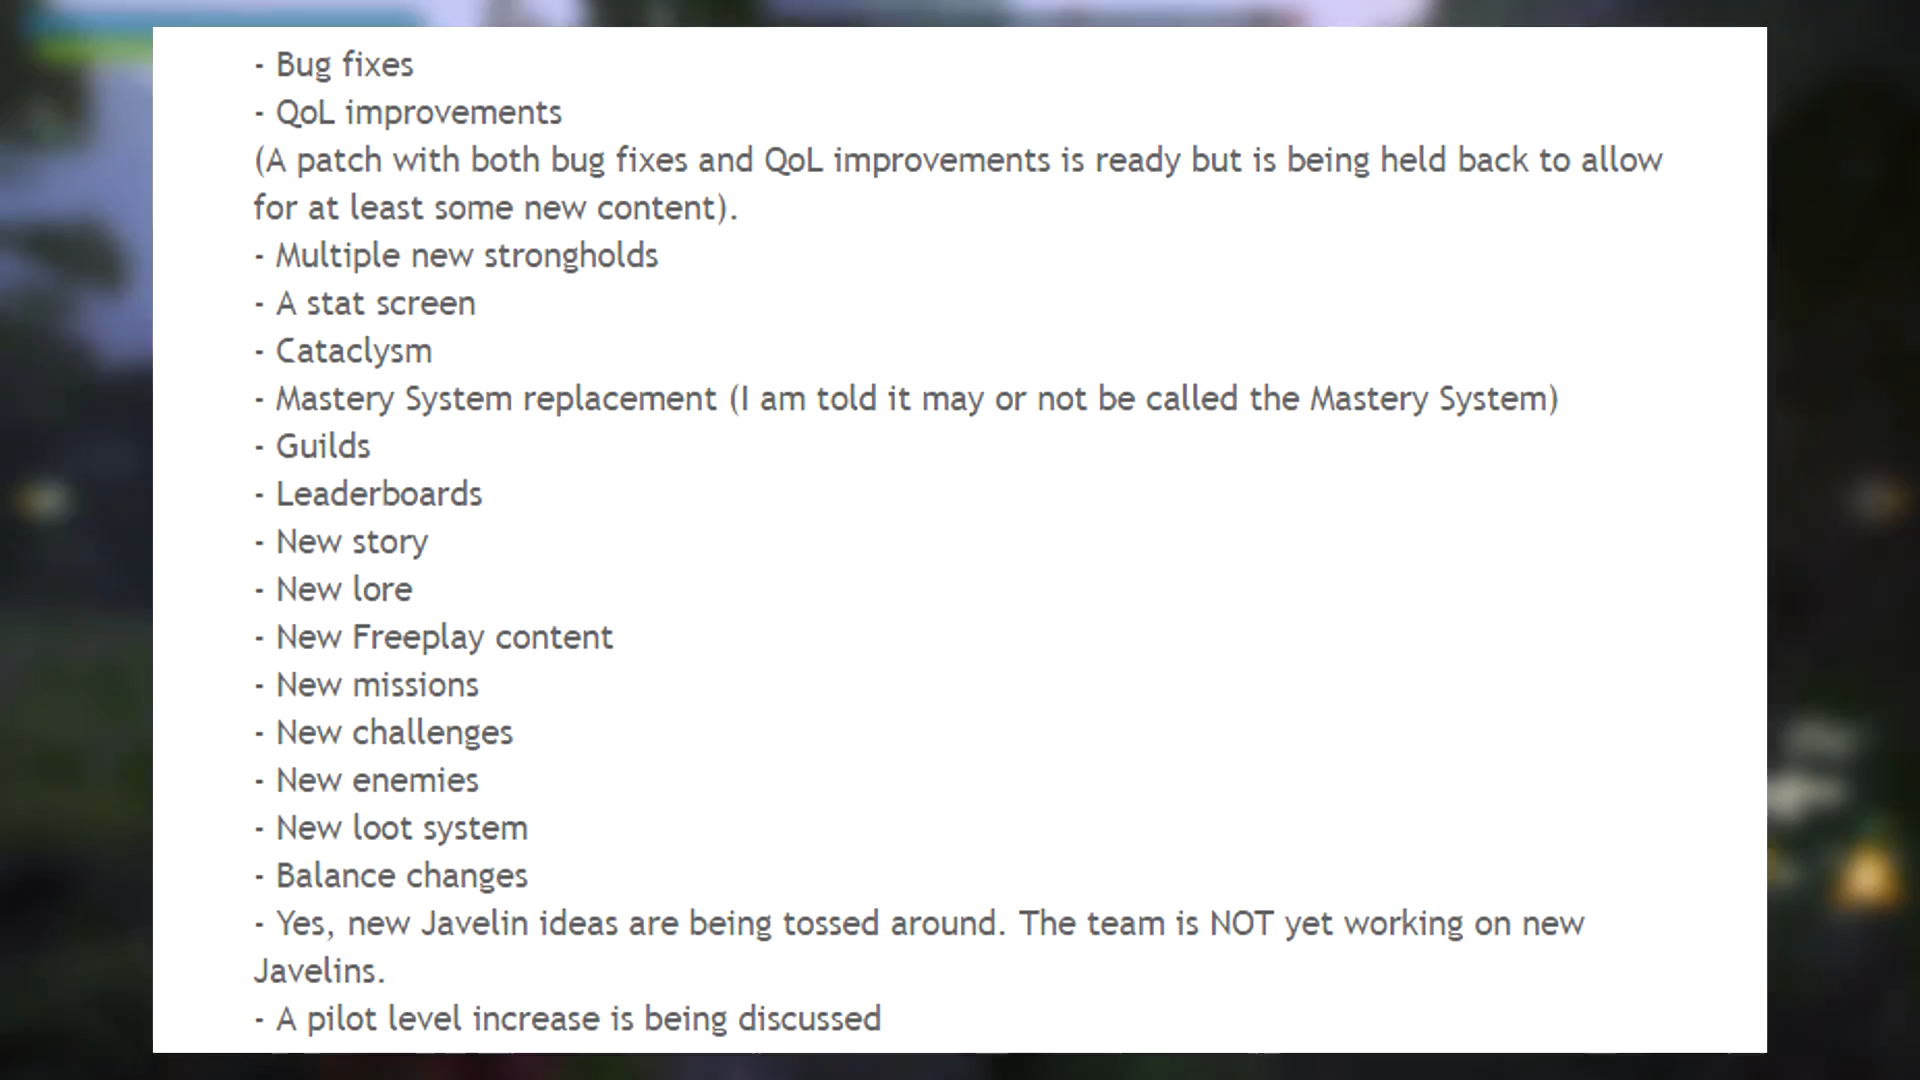 - Bug fixes
- QoL improvements
(A patch with both bug fixes and QoL improvements is ready but is being held back to allow
for at least some new content).
- Multiple new strongholds
- A stat screen
- Cataclysm
- Mastery System replacement (I am told it may or not be called the Mastery System)
- Guilds
- Leaderboards
- New story
- New lore
- New Freeplay content
- New missions
- New challenges
- New enemies
- New loot system
- Balance changes
- Yes, new Javelin ideas are being tossed around. The team is NOT yet working on new
Javelins.
- A pilot level increase is being discussed